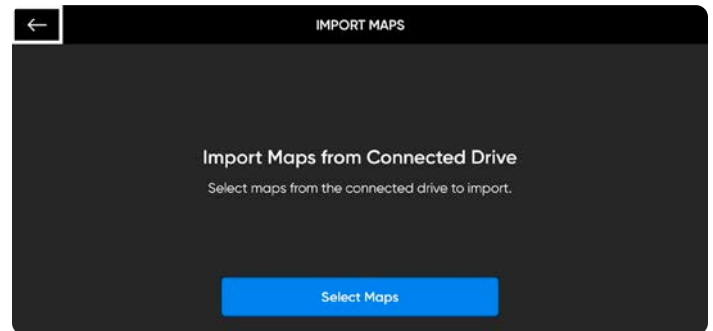 IMPORT MAPS
Import Maps from Connected Drive
Select maps from the connected drive to import.
Select Maps